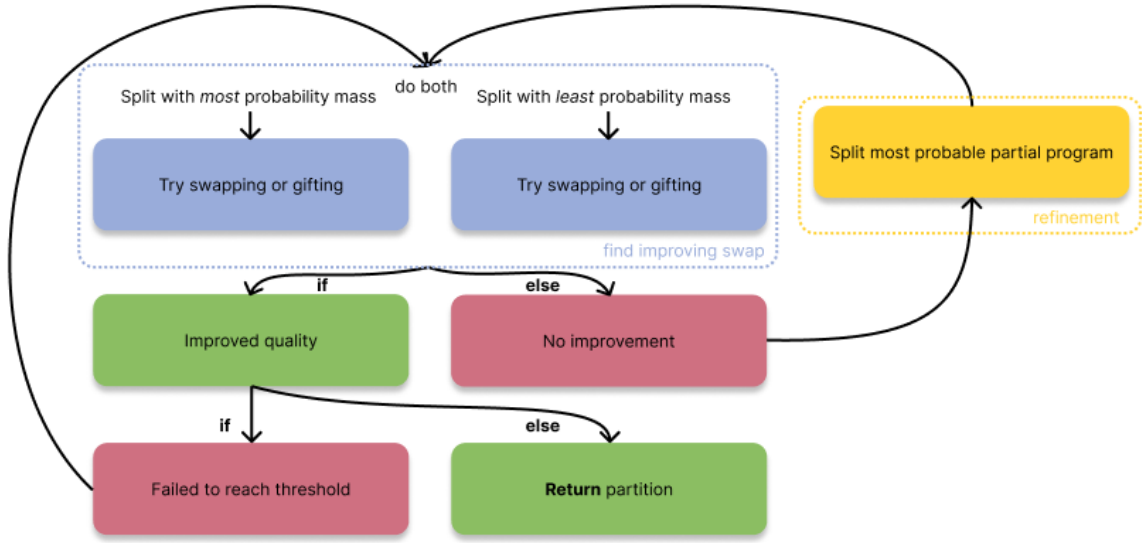 do both
Split with most probability mass
Split with least probability mass
Try swapping or gifting
Try swapping or gifting
Split most probable partial program
refinement
find improving swap
if
else
Improved quality
No improvement
if
else
Failed to reach threshold
Return partition